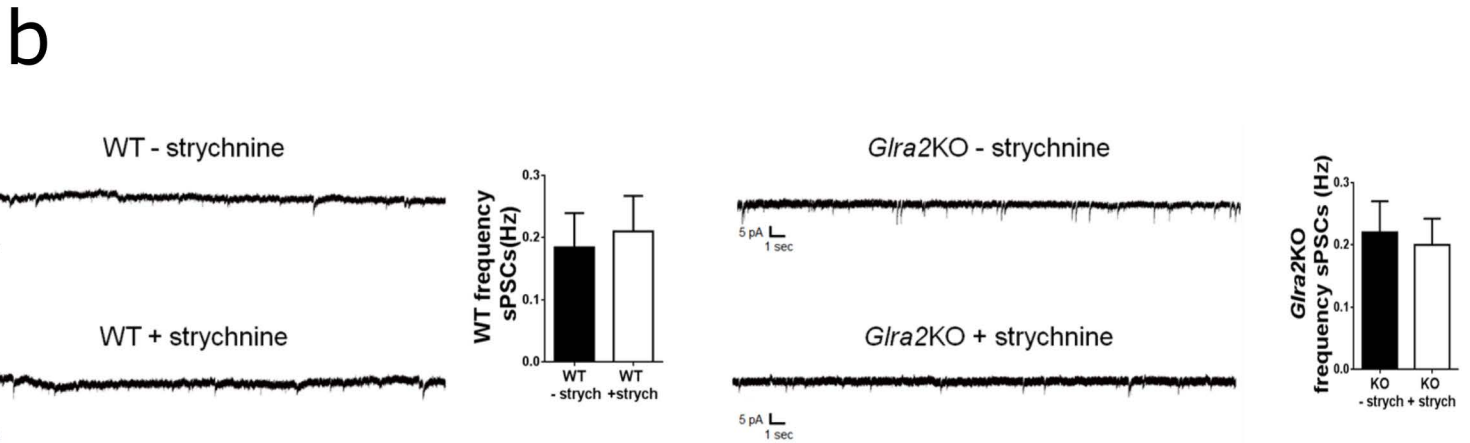 b
WT - strychnine
WT frequency
sPSCs(Hz)
0.3
0.2
0.1
0.0
WT WT
- strych +strych
Glra2KO - strychnine
5 pA
1 sec
Glra2KO
frequency sPSCs (Hz)
0.3
0.2
0.1
0.0
KO KO
- strych + strych
WT + strychnine
Glra2KO + strychnine
5 pA
1 sec